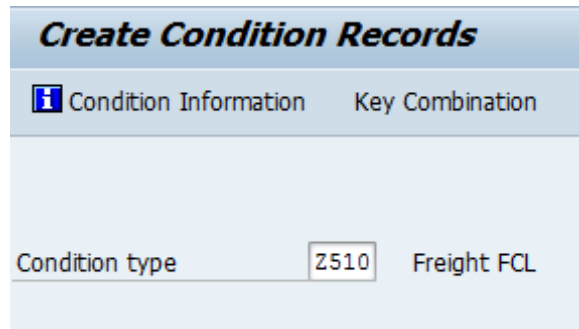 Create Condition Records
Condition Information Key Combination
Condition type Z510 Freight FCL